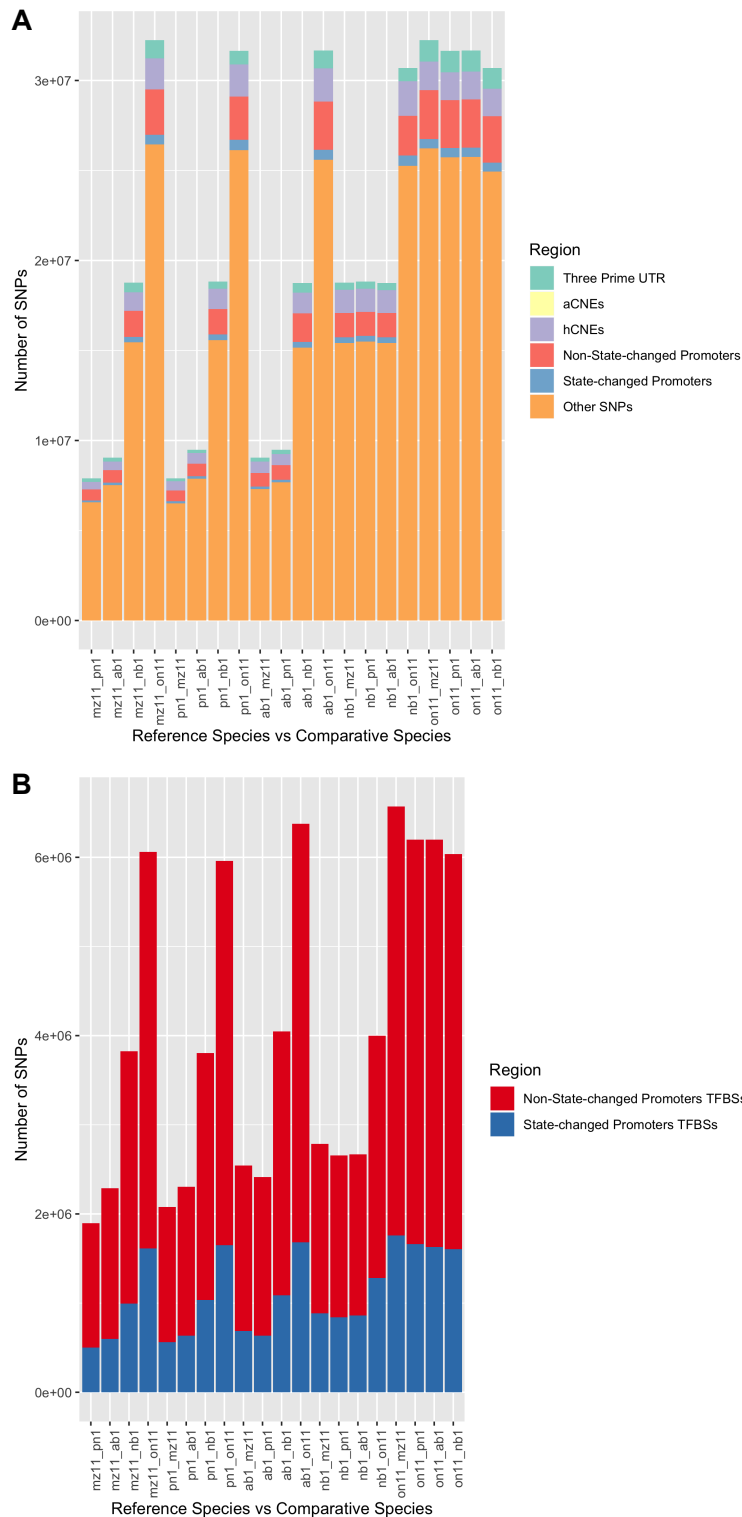 A
3e+07
2e+07
1e+07
0e+00
Number of SNPs
mz11_pn1
mz11_ab1
mz11_nb1
mz11_on11
pn1_mz11
pn1_ab1
pn1_nb1
pn1_on11
ab1_mz11
ab1_pn1
ab1_nb1
ab1_on11
nb1_mz11
nb1_pn1
nb1_ab1
nb1_on11
on11_mz11
on11_pn1
on11_ab1
on11_nb1
Reference Species vs Comparative Species
Region
Three Prime UTR
aCNEs
hCNEs
Non-State-changed Promoters
State-changed Promoters
Other SNPs
B
6e+06
4e+06
2e+06
0e+00
Number of SNPs
mz11_pn1
mz11_ab1
mz11_nb1
mz11_on11
pn1_mz11
pn1_ab1
pn1_nb1
pn1_on11
ab1_mz11
ab1_pn1
ab1_nb1
ab1_on11
nb1_mz11
nb1_pn1
nb1_ab1
nb1_on11
on11_mz11
on11_pn1
on11_ab1
on11_nb1
Reference Species vs Comparative Species
Region
Non-State-changed Promoters TFBSs
State-changed Promoters TFBSs